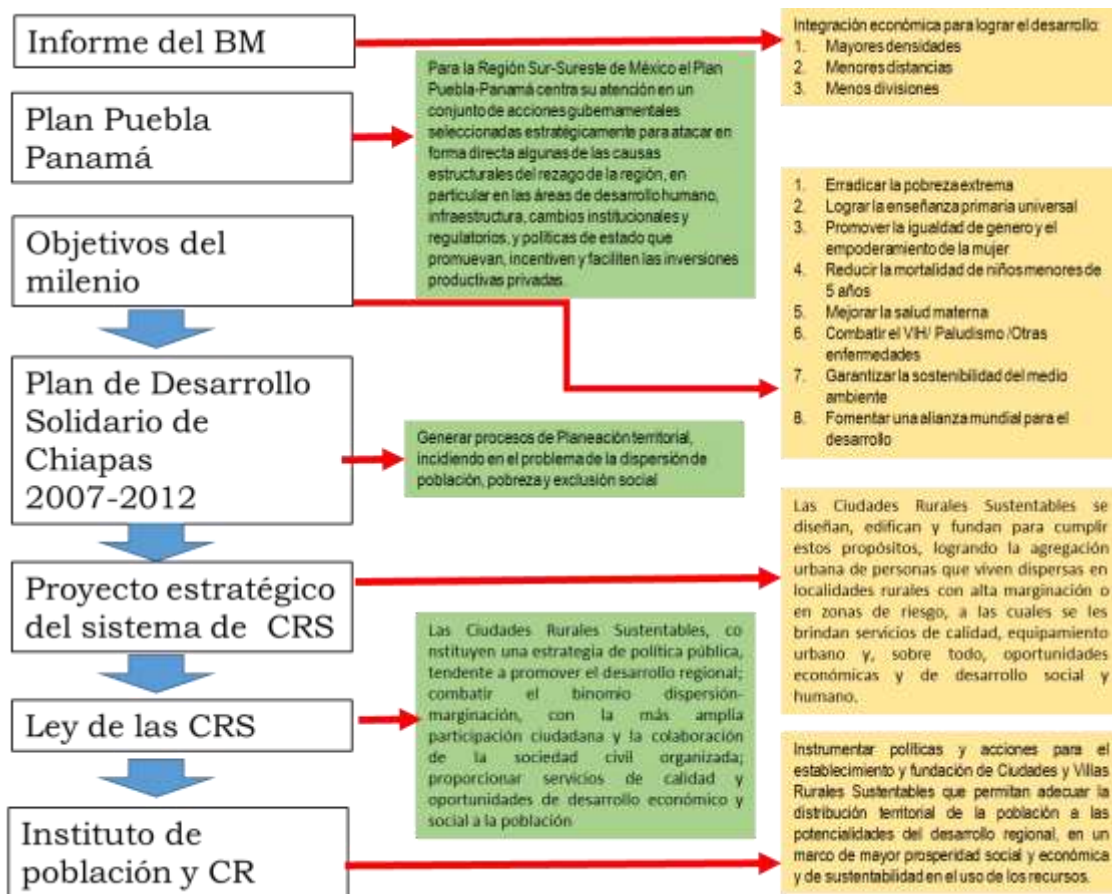 Informe del BM
Integración económica para lograr el desarrollo:
1. Mayores densidades
2. Menores distancias
3. Menos divisiones
Plan Puebla
Panamá
Para la Región Sur-Sureste de México el Plan
Puebla-Panamá centra su atención en un
conjunto de acciones gubernamentales
seleccionadas estratégicamente para atacar en
forma directa algunas de las causas
estructurales del rezago de la región, en
particular en las áreas de desarrollo humano,
infraestructura, cambios institucionales y
regulatorios, y políticas de estado que
promuevan, incentiven y faciliten las inversiones
productivas privadas.
Objetivos del
milenio
1. Erradicar la pobreza extrema
2. Lograr la enseñanza primaria universal
3. Promover la igualdad de genero y el
empoderamiento de la mujer
4. Reducir la mortalidad de niños menores de
5 años
5. Mejorar la salud materna
6. Combatir el VIH/ Paludismo /Otras
enfermedades
7. Garantizar la sostenibilidad del medio
ambiente
8. Fomentar una alianza mundial para el
desarrollo
Plan de Desarrollo
Solidario de
Chiapas
2007-2012
Generar procesos de Planeación territorial,
incidiendo en el problema de la dispersión de
población, pobreza y exclusión social
Proyecto estratégico
del sistema de CRS
Las Ciudades Rurales Sustentables se
diseñan, edifican y fundan para cumplir
estos propósitos, logrando la agregación
urbana de personas que viven dispersas en
localidades rurales con alta marginación o
en zonas de riesgo, a las cuales se les
brindan servicios de calidad, equipamiento
urbano y, sobre todo, oportunidades
económicas y de desarrollo social y
humano.
Ley de las CRS
Las Ciudades Rurales Sustentables, co
nstituyen una estrategia de política pública,
tendente a promover el desarrollo regional;
combatir el binomio dispersión-
marginación, con la más amplia
participación ciudadana y la colaboración
de la sociedad civil organizada;
proporcionar servicios de calidad y
oportunidades de desarrollo económico y
social a la población
Instituto de
población y CR
Instrumentar políticas y acciones para el
establecimiento y fundación de Ciudades y Villas
Rurales Sustentables que permitan adecuar la
distribución territorial de la población a las
potencialidades del desarrollo regional, en un
marco de mayor prosperidad social y económica
y de sustentabilidad en el uso de los recursos.